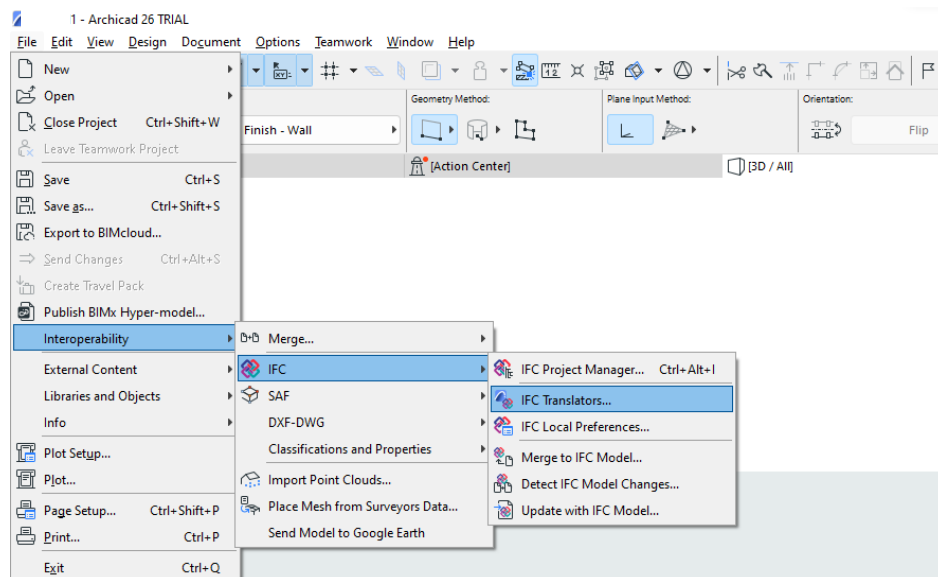 1 - Archicad 26 TRIAL
File Edit View Design Document Options Teamwork Window Help
New
Open
Close Project Ctrl+Shift+W
Leave Teamwork Project
Save Ctrl+S
Save as... Ctrl+Shift+S
Export to BIMcloud...
Send Changes Ctrl+Alt+S
Create Travel Pack
Publish BIMx Hyper-model...
Interoperability
External Content
Libraries and Objects
Info
Plot Setup...
Plot...
Page Setup... Ctrl+Shift+P
Print... Ctrl+P
Exit Ctrl+Q
Geometry Method: Plane Input Method: Orientation:
Finish - Wall Flip
[Action Center] [3D / All]
Merge...
IFC
SAF
DXF-DWG
Classifications and Properties
Import Point Clouds...
Place Mesh from Surveyors Data...
Send Model to Google Earth
IFC Project Manager... Ctrl+Alt+I
IFC Translators...
IFC Local Preferences...
Merge to IFC Model...
Detect IFC Model Changes...
Update with IFC Model...